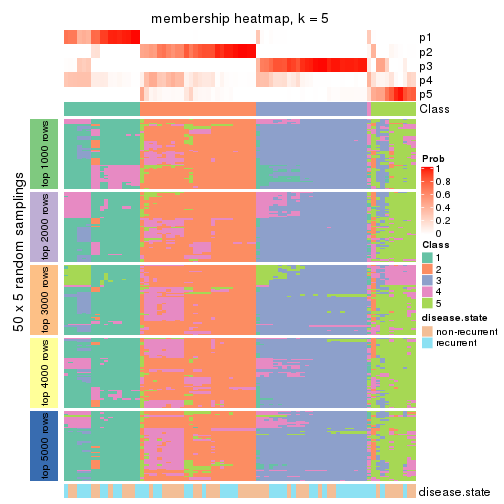 membership heatmap, k = 5
p1
p2
p3
p4
p5
Class
50 x 5 random samplings
top 1000 rows
top 2000 rows
top 3000 rows
top 4000 rows
top 5000 rows
Prob
1
0.8
0.6
0.4
0.2
0
Class
1
2
3
4
5
disease.state
non-recurrent
recurrent
disease.state